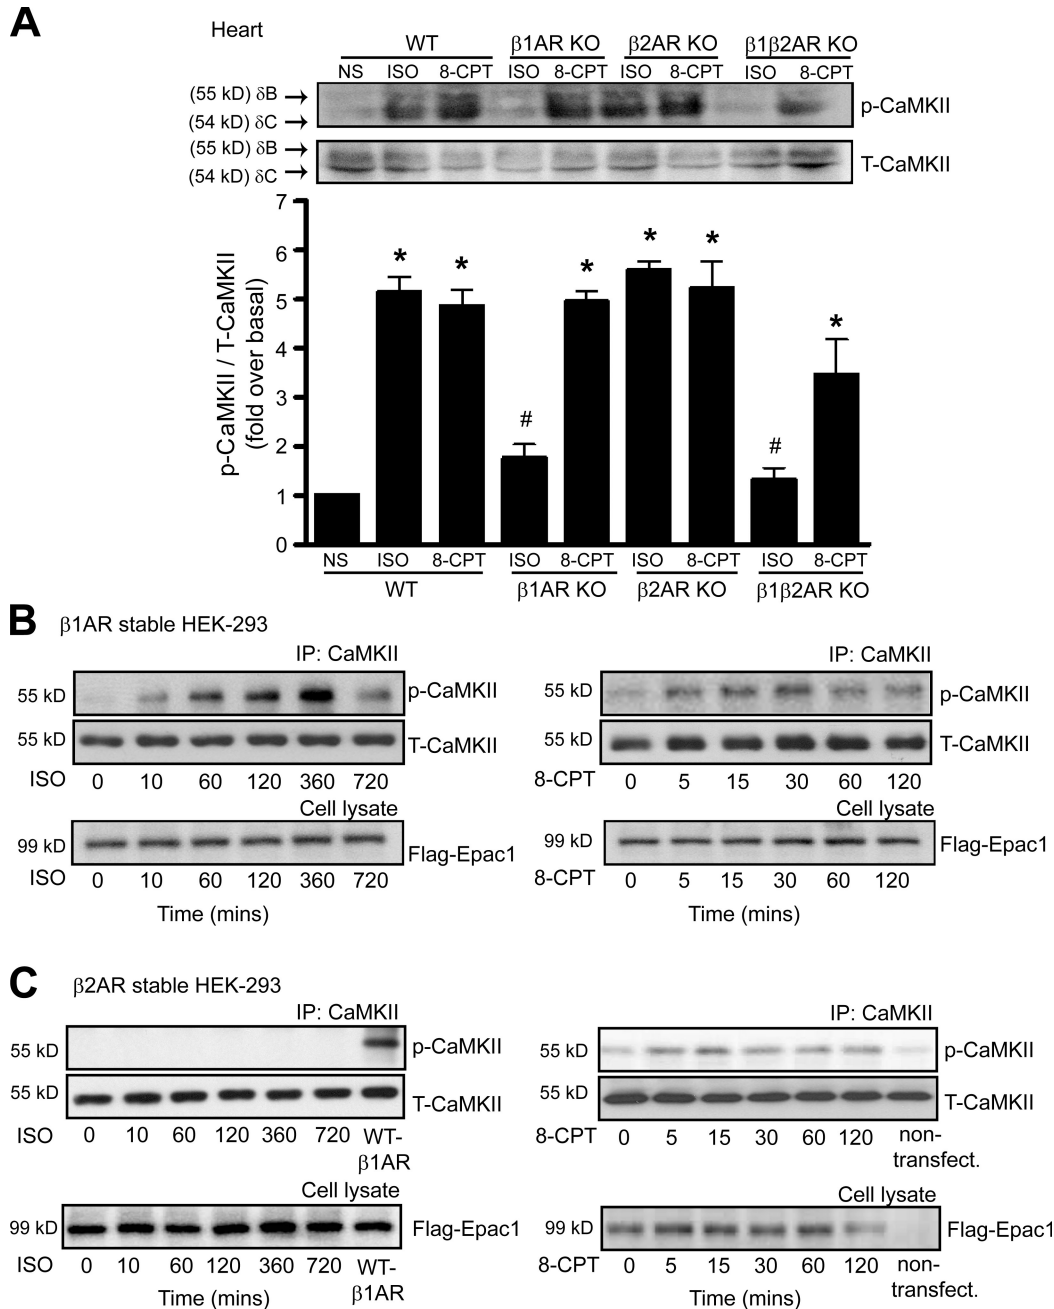 A
Heart
WT β1AR KO β2AR KO β1β2AR KO
NS ISO 8-CPT ISO 8-CPT ISO 8-CPT ISO 8-CPT
(55 kD) δB
(54 kD) δC
p-CaMKII
(55 kD) δB
(54 kD) δC
T-CaMKII
p-CaMKII / T-CaMKII
(fold over basal)
7
6
5
4
3
2
1
0
* * # * * * # *
NS ISO 8-CPT ISO 8-CPT ISO 8-CPT ISO 8-CPT
WT β1AR KO β2AR KO β1β2AR KO
B
β1AR stable HEK-293
IP: CaMKII
55 kD p-CaMKII
55 kD T-CaMKII
ISO 0 10 60 120 360 720
Cell lysate
99 kD Flag-Epac1
ISO 0 10 60 120 360 720
Time (mins)
IP: CaMKII
55 kD p-CaMKII
55 kD T-CaMKII
8-CPT 0 5 15 30 60 120
Cell lysate
99 kD Flag-Epac1
8-CPT 0 5 15 30 60 120
Time (mins)
C
β2AR stable HEK-293
IP: CaMKII
55 kD p-CaMKII
55 kD T-CaMKII
ISO 0 10 60 120 360 720 WT-
β1AR
Cell lysate
99 kD Flag-Epac1
ISO 0 10 60 120 360 720 WT-
β1AR
Time (mins)
IP: CaMKII
55 kD p-CaMKII
55 kD T-CaMKII
8-CPT 0 5 15 30 60 120 non-
transfect.
Cell lysate
99 kD Flag-Epac1
8-CPT 0 5 15 30 60 120 non-
transfect.
Time (mins)